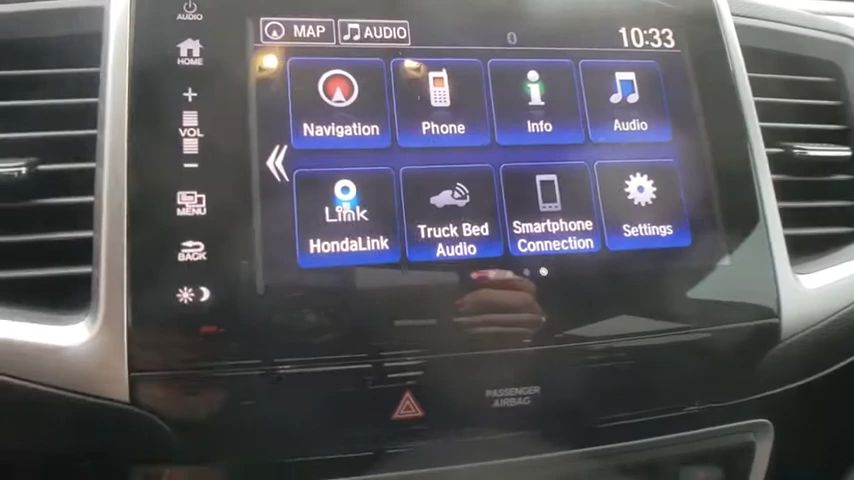 AUDIO
MAP
AUDIO
10:33
HOME
+
VOL
-
MENU
BACK
Navigation
Phone
Info
Audio
Link
HondaLink
Truck Bed
Audio
Smartphone
Connection
Settings
PASSENGER
AIRBAG